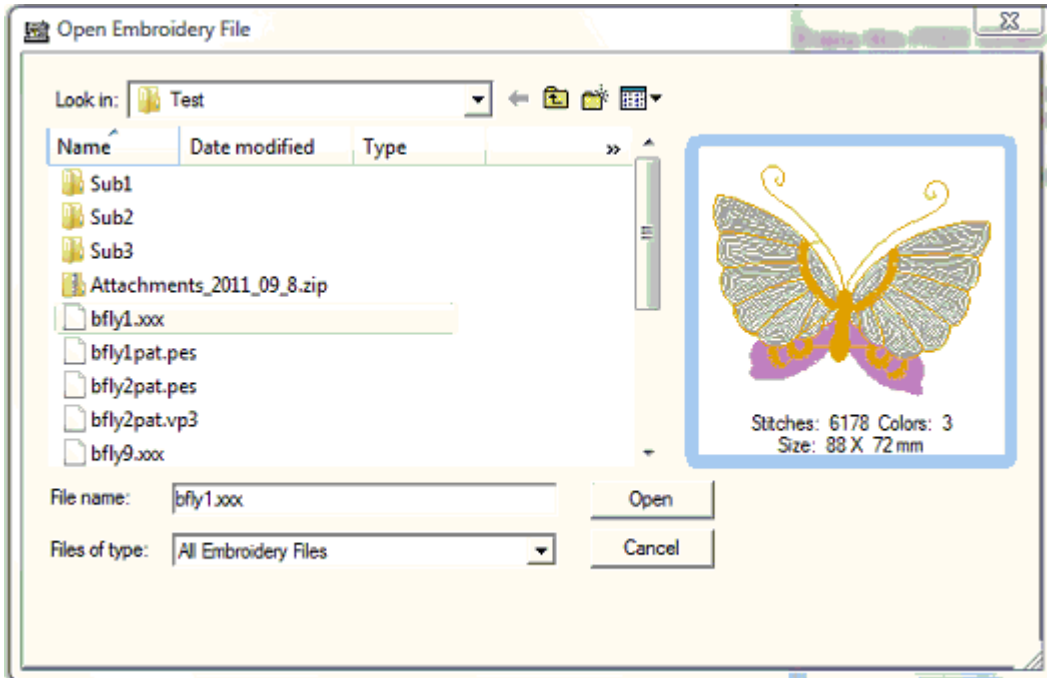 Open Embroidery File
Look in: Test
Name Date modified Type »
Sub1
Sub2
Sub3
Attachments_2011_09_8.zip
bfly1.xxx
bfly1pat.pes
bfly2pat.pes
bfly2pat.vp3
bfly9.xxx
Stitches: 6178 Colors: 3
Size: 88 X 72 mm
File name: bfly1.xxx Open
Files of type: All Embroidery Files Cancel